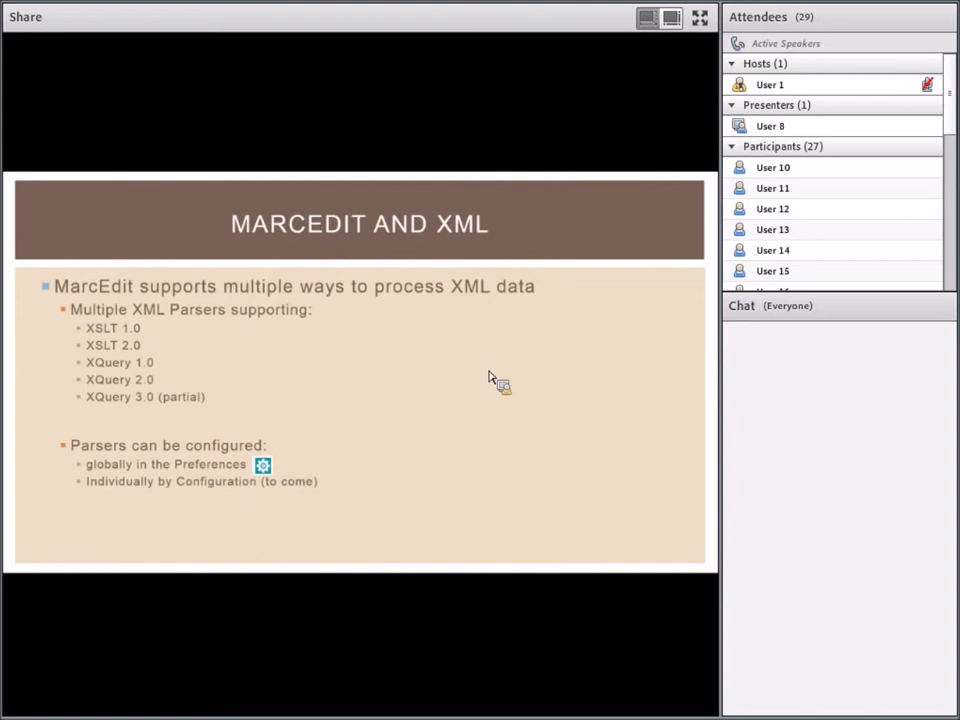 Share
MARCEDIT AND XML
MarcEdit supports multiple ways to process XML data
Multiple XML Parsers supporting:
XSLT 1.0
XSLT 2.0
XQuery 1.0
XQuery 2.0
XQuery 3.0 (partial)
Parsers can be configured:
globally in the Preferences
Individually by Configuration (to come)
Attendees (29)
Active Speakers
Hosts (1)
User 1
Presenters (1)
User 8
Participants (27)
User 10
User 11
User 12
User 13
User 14
User 15
Chat (Everyone)